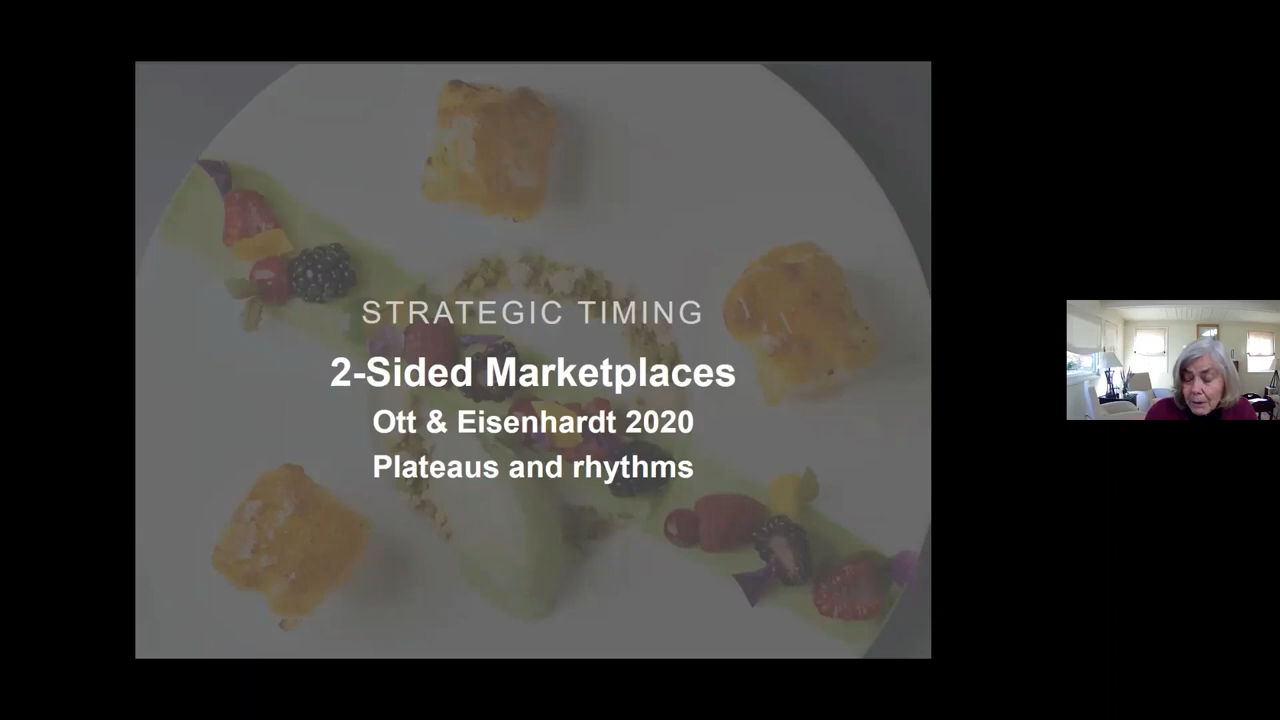 STRATEGIC TIMING
2-Sided Marketplaces
Ott & Eisenhardt 2020
Plateaus and rhythms